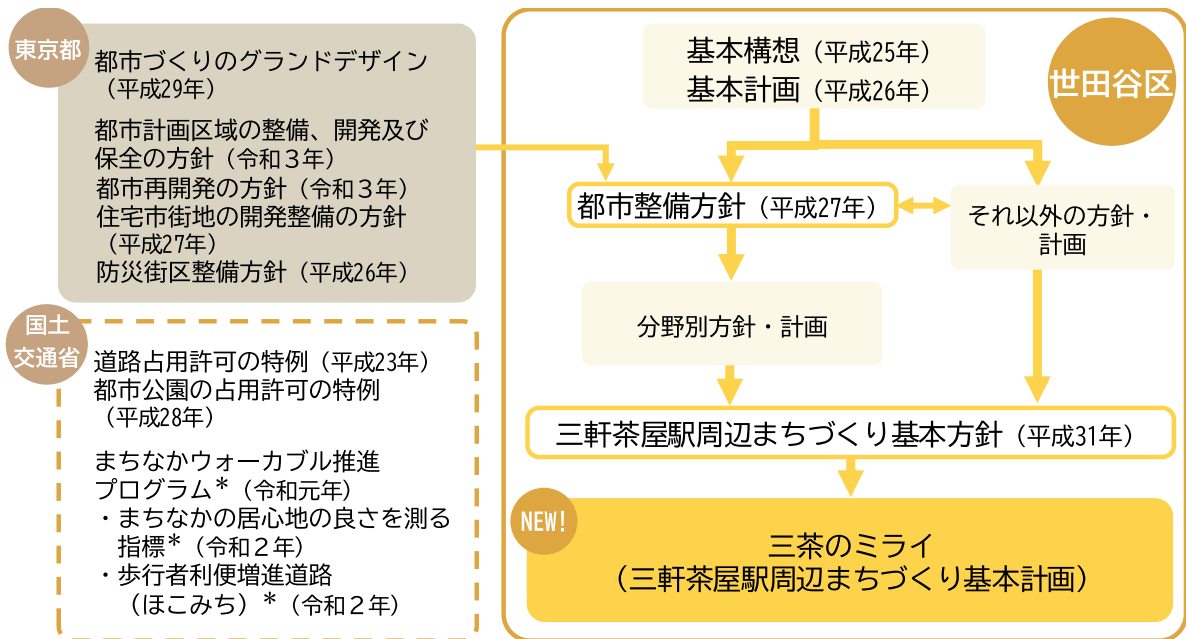 東京都
都市づくりのグランドデザイン
（平成29年）
都市計画区域の整備、開発及び
保全の方針（令和３年）
都市再開発の方針（令和３年）
住宅市街地の開発整備の方針
（平成27年）
防災街区整備方針（平成26年）
国土
交通省
道路占用許可の特例（平成23年）
都市公園の占用許可の特例
（平成28年）
まちなかウォーカブル推進
プログラム＊（令和元年）
・まちなかの居心地の良さを測る
指標＊（令和２年）
・歩行者利便増進道路
（ほこみち）＊（令和２年）
世田谷区
基本構想（平成25年）
基本計画（平成26年）
都市整備方針（平成27年）
それ以外の方針・
計画
分野別方針・計画
三軒茶屋駅周辺まちづくり基本方針（平成31年）
NEW!
三茶のミライ
（三軒茶屋駅周辺まちづくり基本計画）